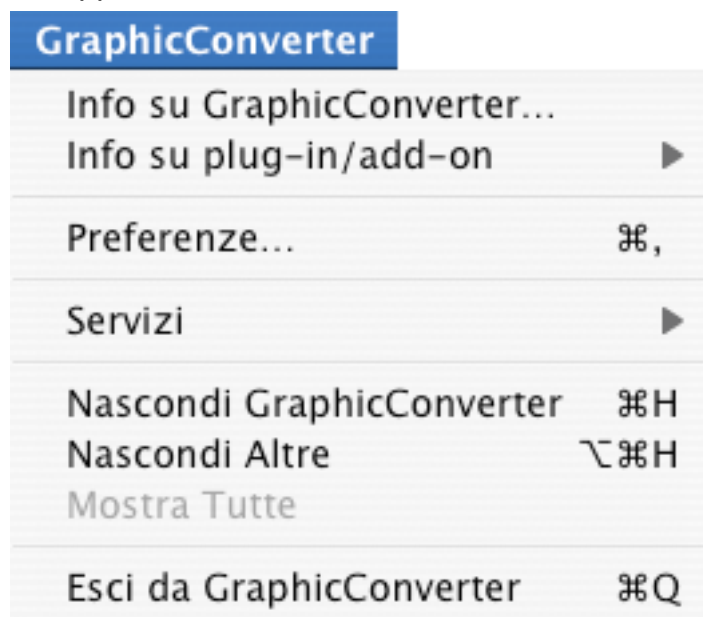 GraphicConverter
Info su GraphicConverter...
Info su plug-in/add-on ▶
Preferenze... ⌘,
Servizi ▶
Nascondi GraphicConverter ⌘H
Nascondi Altre ⌥⌘H
Mostra Tutte
Esci da GraphicConverter ⌘Q